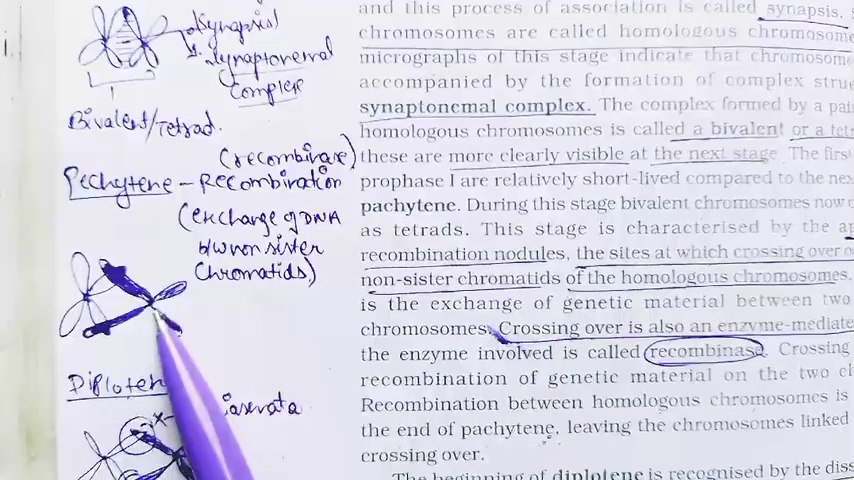 Synapsis
Synaptonemal
Complex
Bivalent/Tetrad.
(recombinase)
Pechytene - Recombination
(exchange of DNA
b/w non sister
Chromatids)
Diploten
x-
iasmata
and this process of association is called synapsis.
chromosomes are called homologous chromosome
micrographs of this stage indicate that chromosom
accompanied by the formation of complex stru
synaptonemal complex. The complex formed by a pai
homologous chromosomes is called a bivalent or a tet
these are more clearly visible at the next stage. The first
prophase I are relatively short-lived compared to the ne
pachytene. During this stage bivalent chromosomes now
as tetrads. This stage is characterised by the ap
recombination nodules, the sites at which crossing over o
non-sister chromatids of the homologous chromosomes.
is the exchange of genetic material between two
chromosomes. Crossing over is also an enzyme-mediate
the enzyme involved is called recombinase. Crossing
recombination of genetic material on the two ch
Recombination between homologous chromosomes is
the end of pachytene, leaving the chromosomes linked
crossing over.
The beginning of diplotene is recognised by the diss